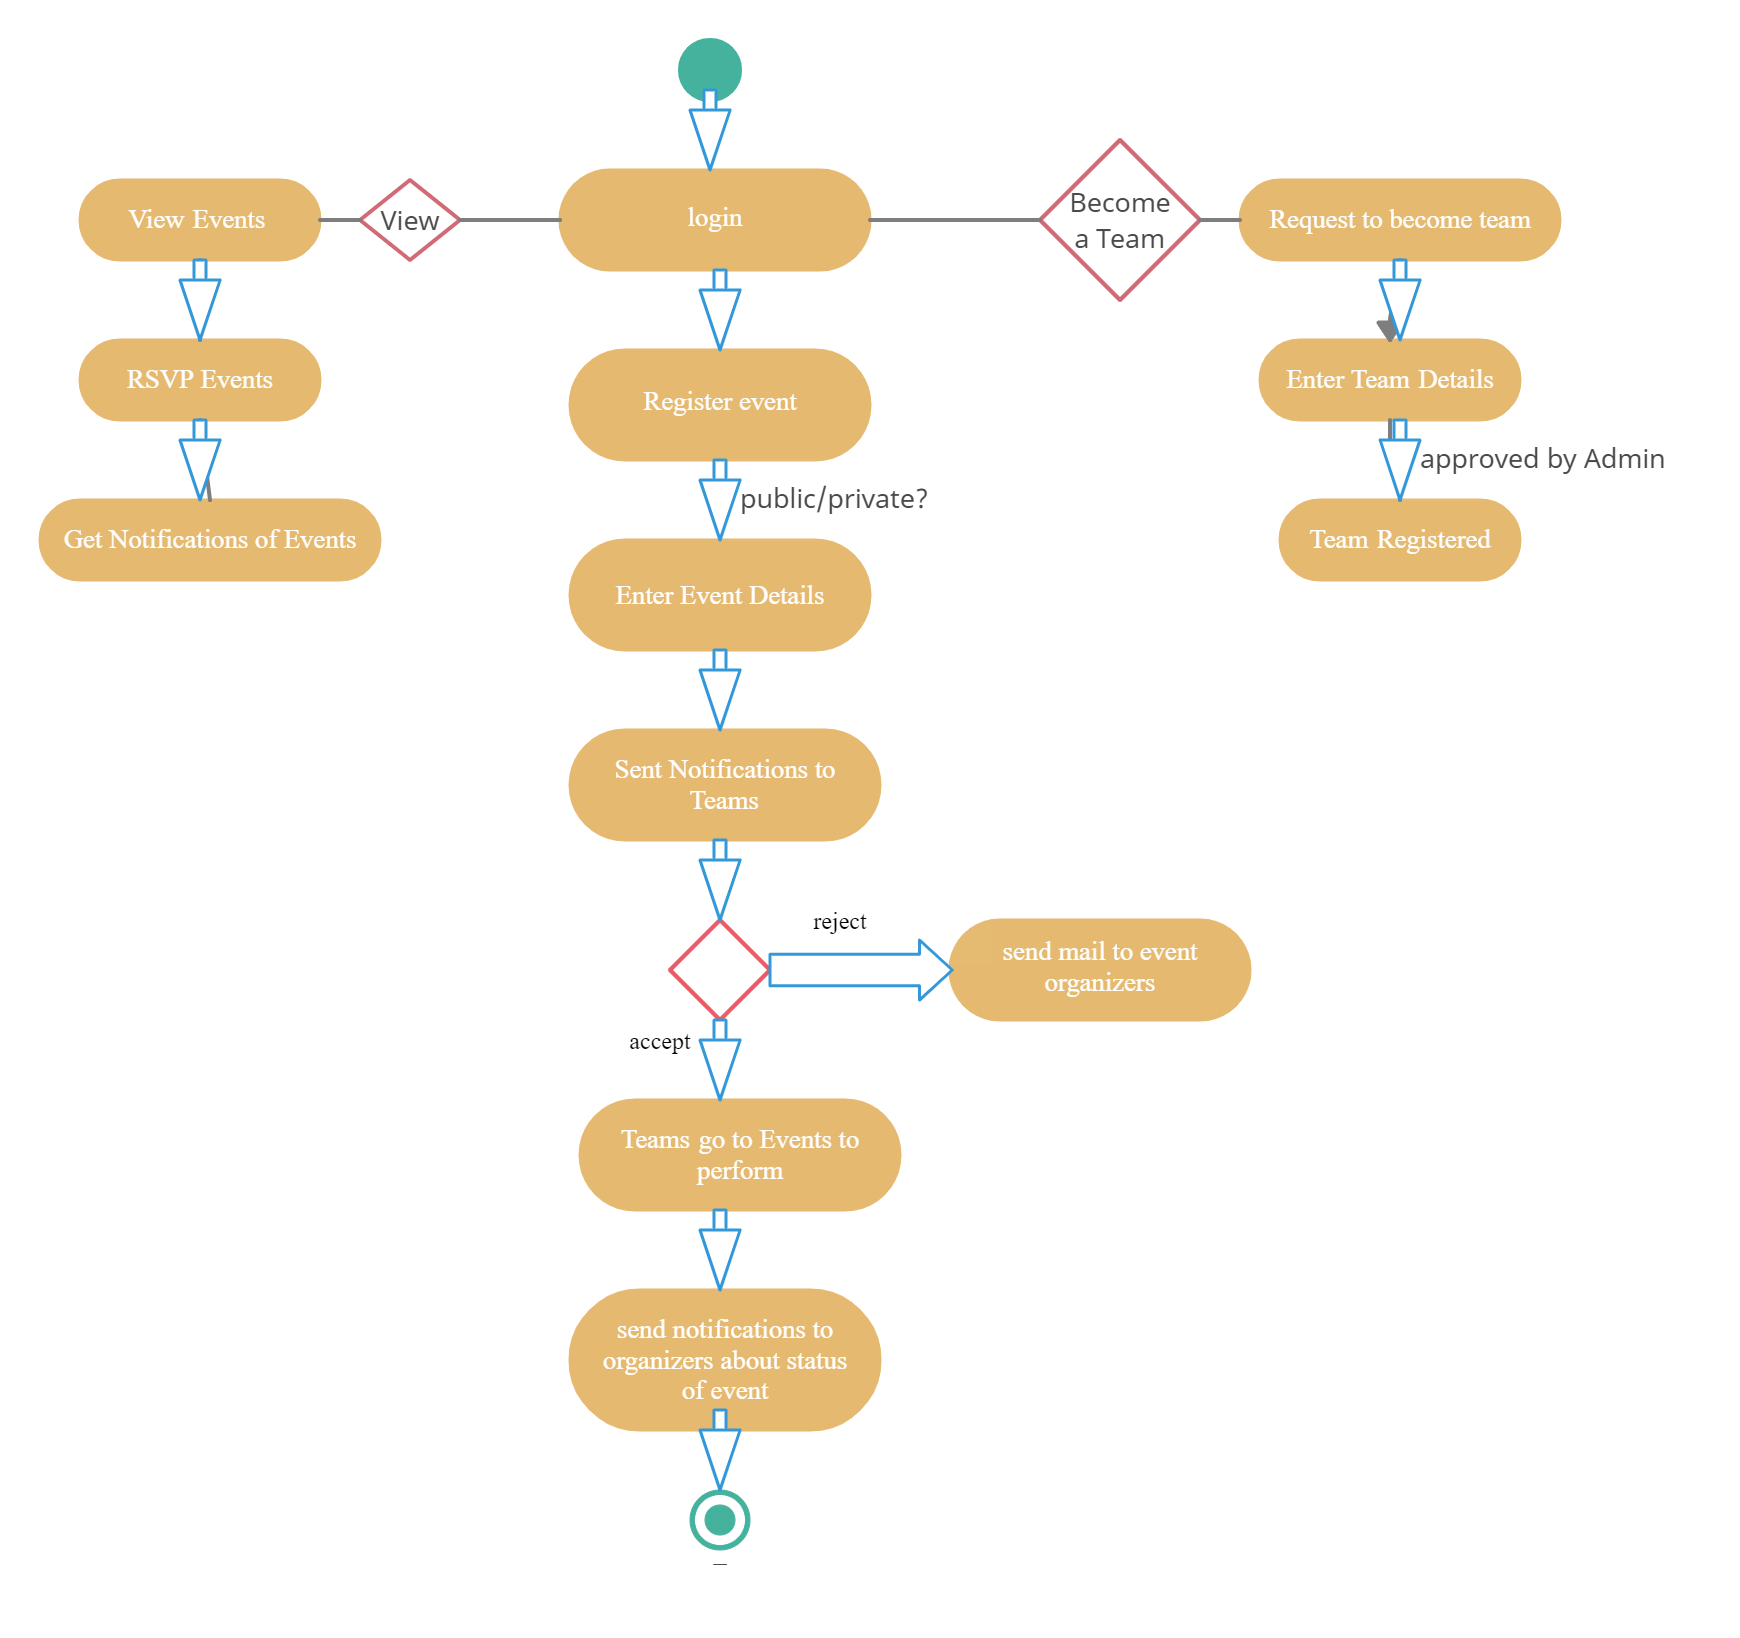 View Events
View
login
Become
a Team
Request to become team
RSVP Events
Register event
Enter Team Details
approved by Admin
public/private?
Get Notifications of Events
Team Registered
Enter Event Details
Sent Notifications to
Teams
reject
send mail to event
organizers
accept
Teams go to Events to
perform
send notifications to
organizers about status
of event